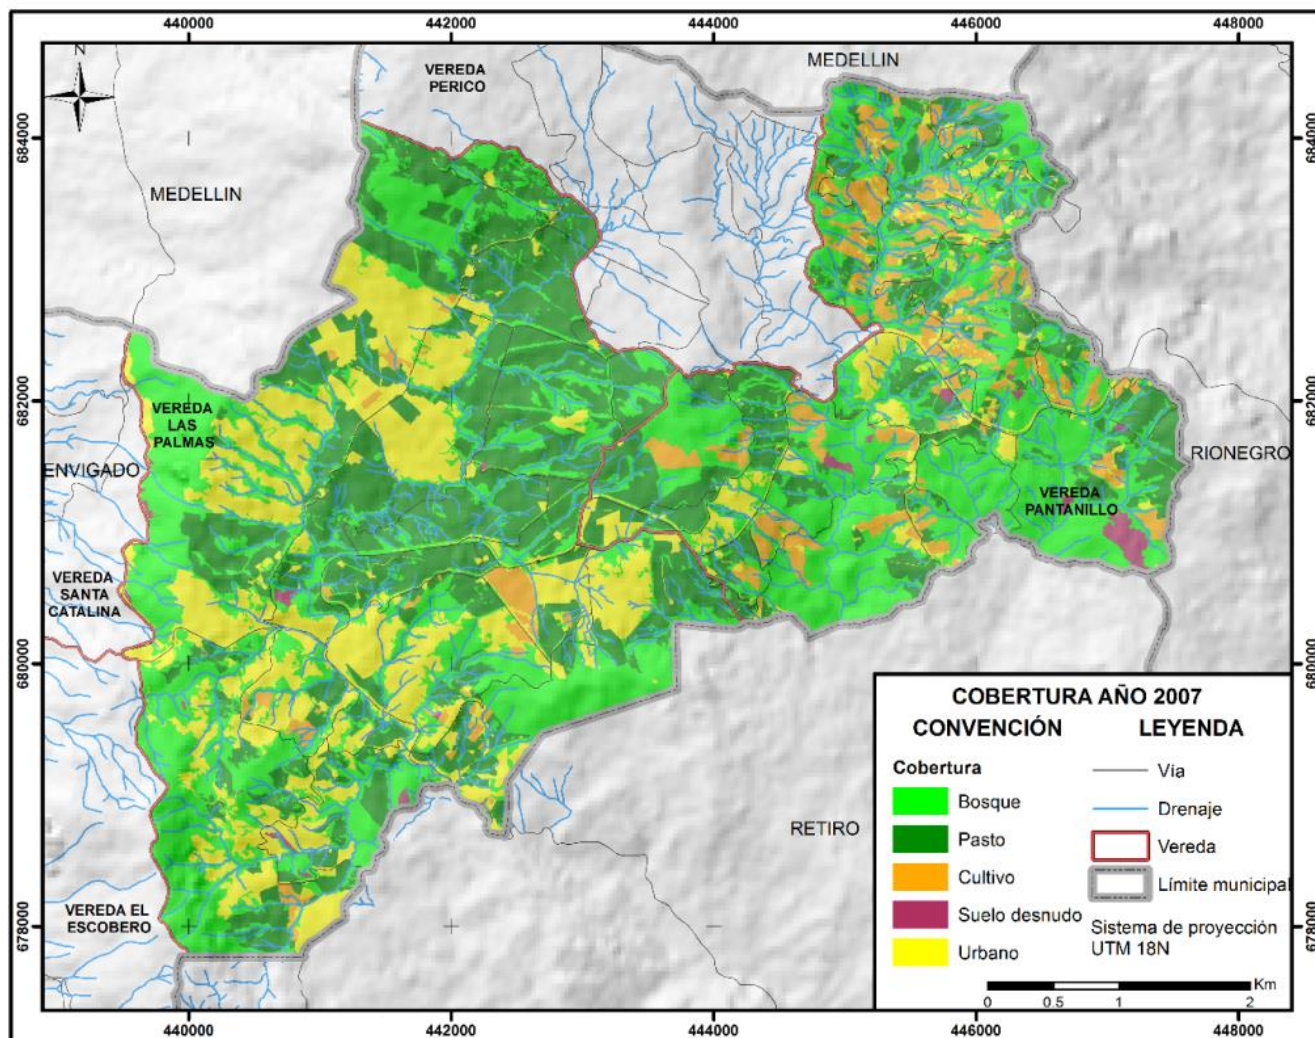 440000 442000 444000 446000 448000
N
MEDELLIN
VEREDA
PERICO
684000
684000
MEDELLIN
682000
682000
VEREDA
LAS
PALMAS
ENVIGADO
RIONEGRO
VEREDA
PANTANILLO
VEREDA
SANTA
CATALINA
680000
680000
RETIRO
VEREDA EL
ESCOBERO
678000
678000
COBERTURA AÑO 2007
CONVENCIÓN
Cobertura
Bosque
Pasto
Cultivo
Suelo desnudo
Urbano
LEYENDA
Vía
Drenaje
Vereda
Límite municipal
Sistema de proyección
UTM 18N
Km
0 0.5 1 2
440000 442000 444000 446000 448000